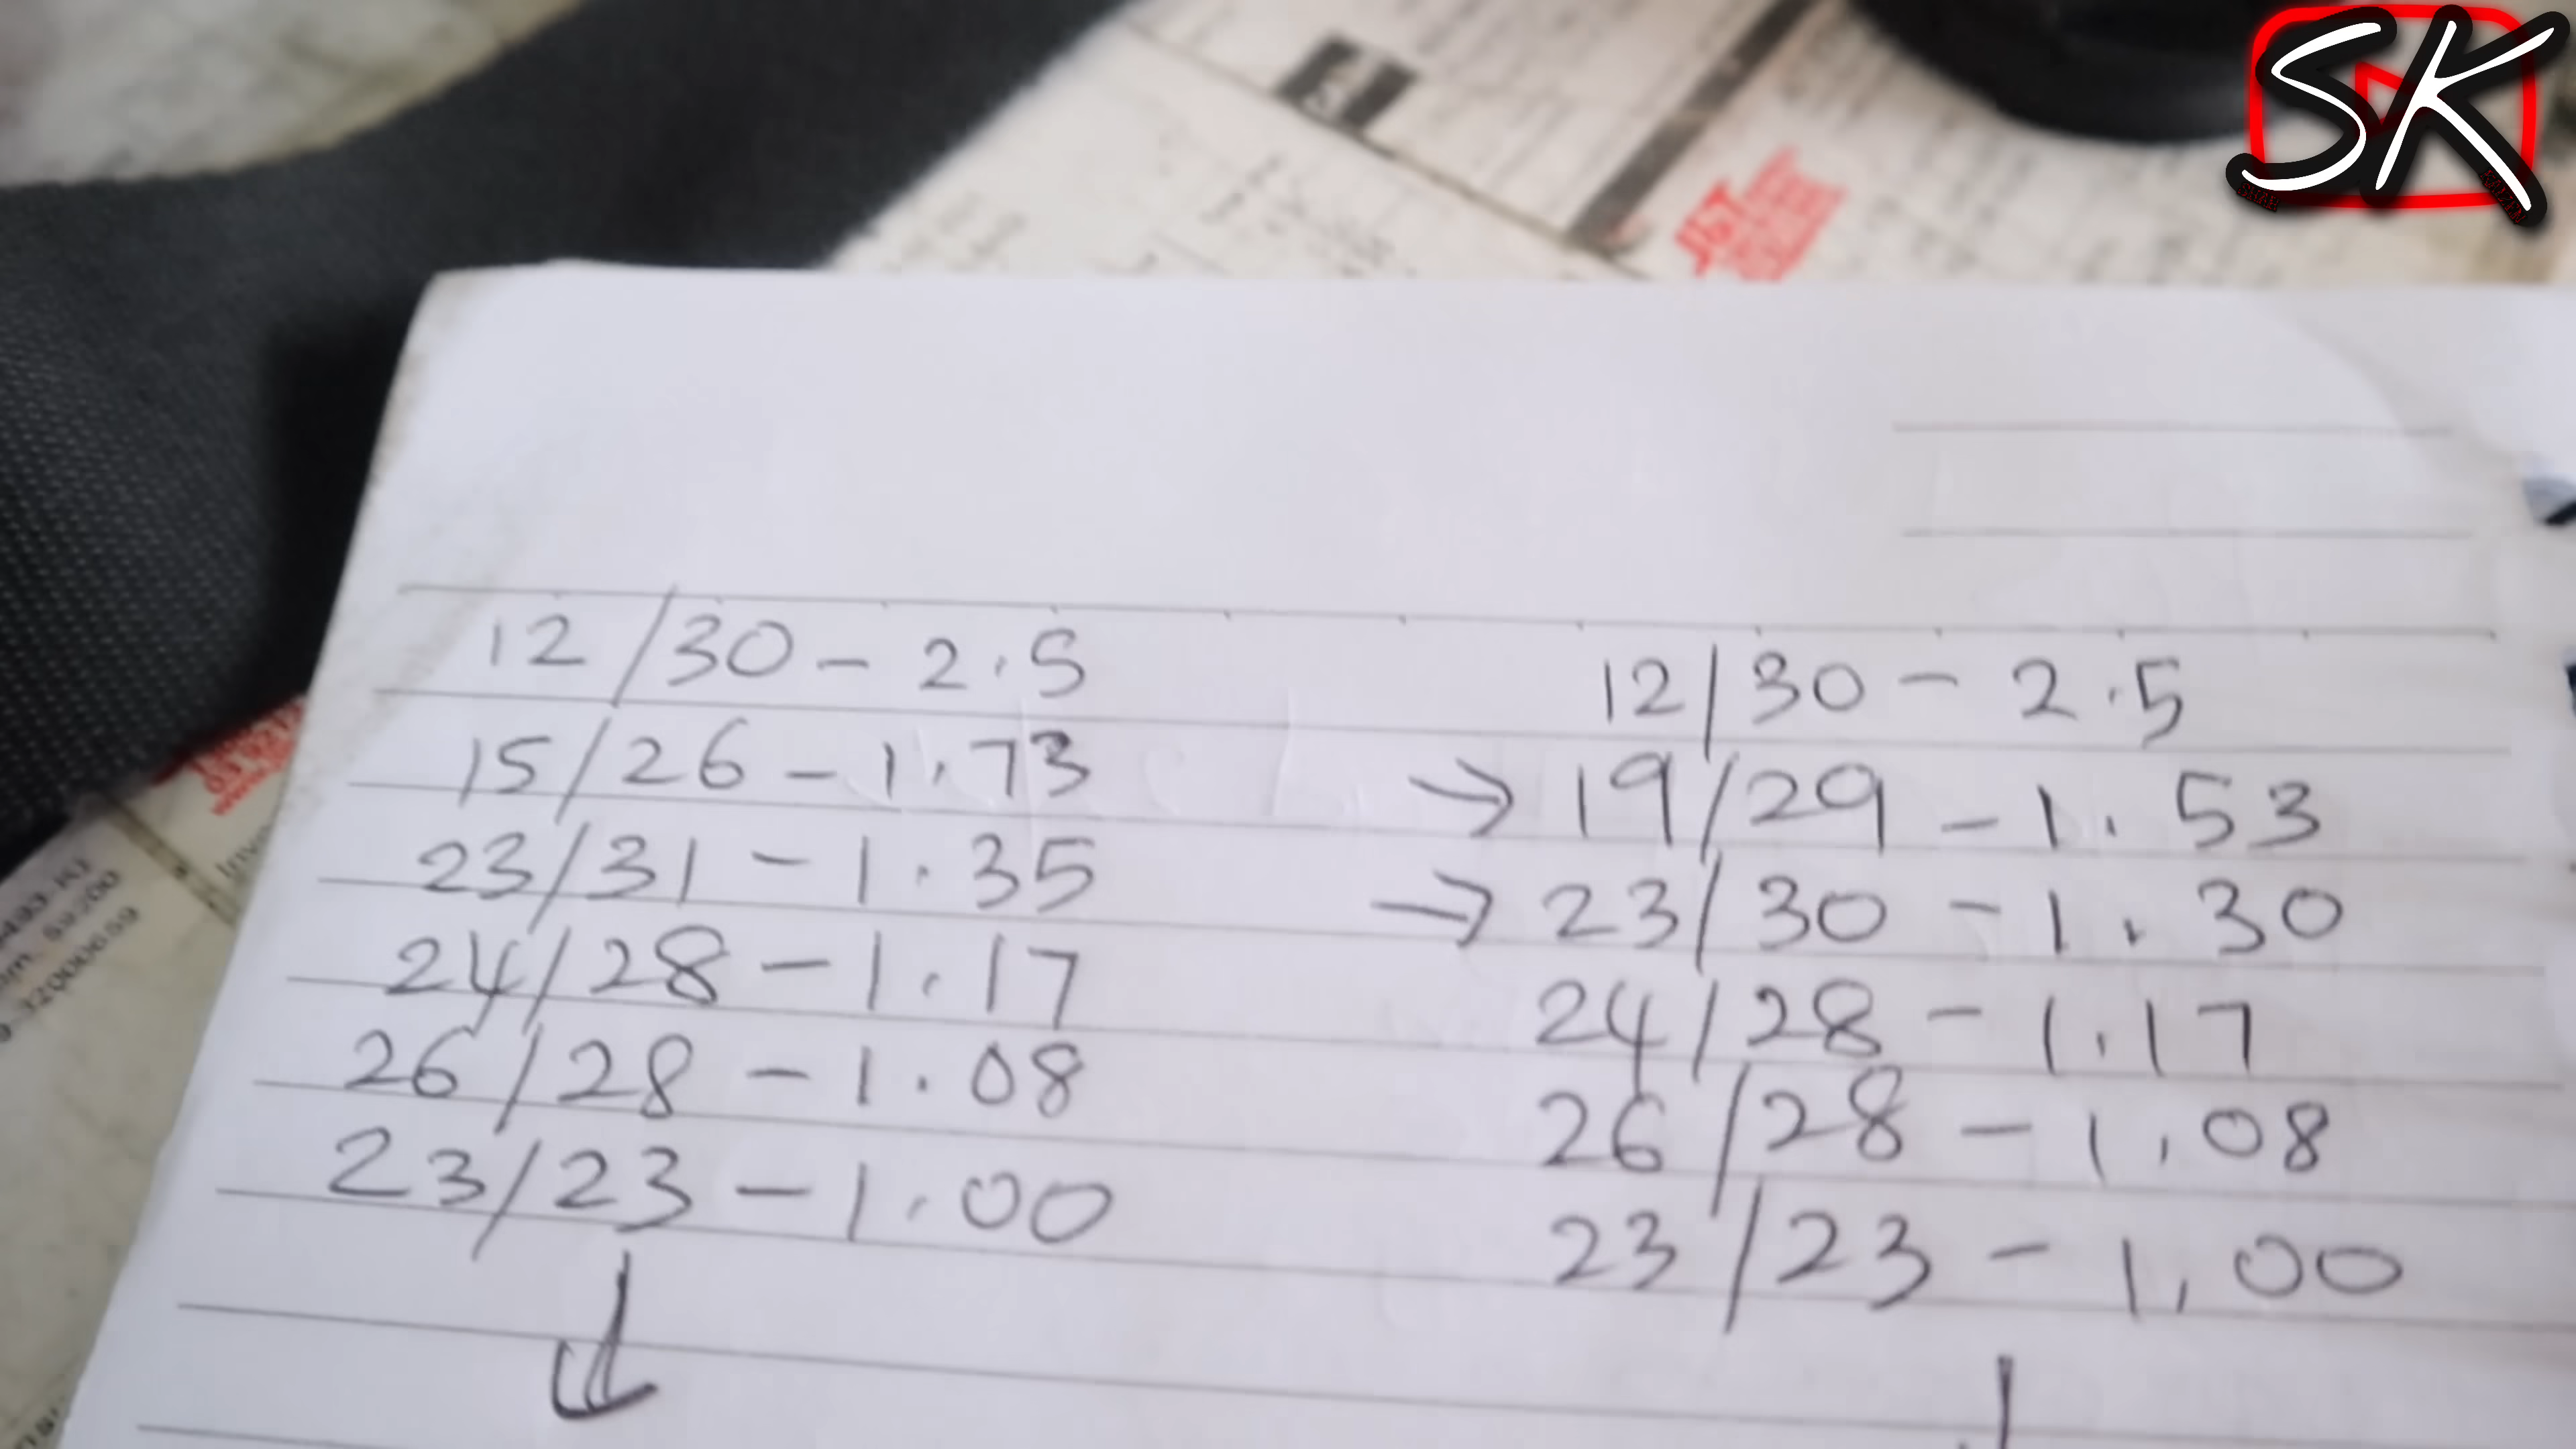 SK
12/30 - 2.5
15/26 - 1.73
23/31 - 1.35
24/28 - 1.17
26/28 - 1.08
23/23 - 1.00
↓
12/30 - 2.5
→ 19/29 - 1.53
→ 23/30 - 1.30
24/28 - 1.17
26/28 - 1.08
23/23 - 1.00